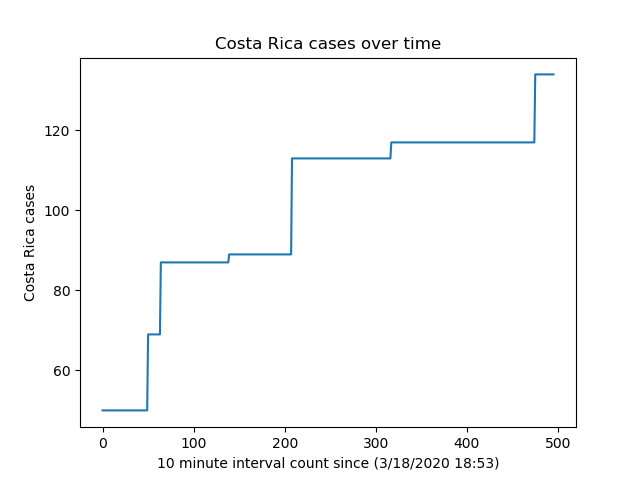 Costa Rica cases over time
Costa Rica cases
120
100
80
60
0 100 200 300 400 500
10 minute interval count since (3/18/2020 18:53)